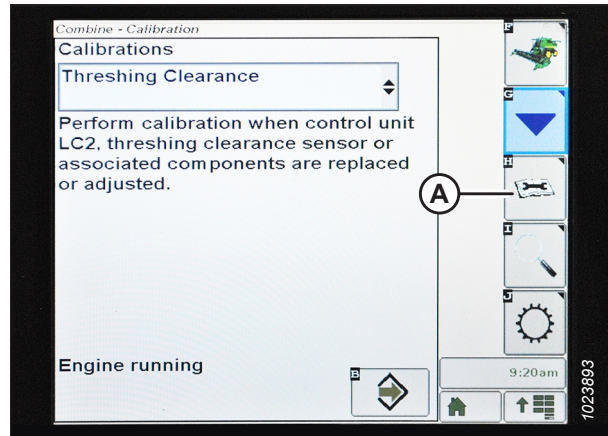 Combine - Calibration
Calibrations
Threshing Clearance
Perform calibration when control unit
LC2, threshing clearance sensor or
associated components are replaced
or adjusted.
Engine running
B
F
G
H
I
J
A
9:20am
1023893